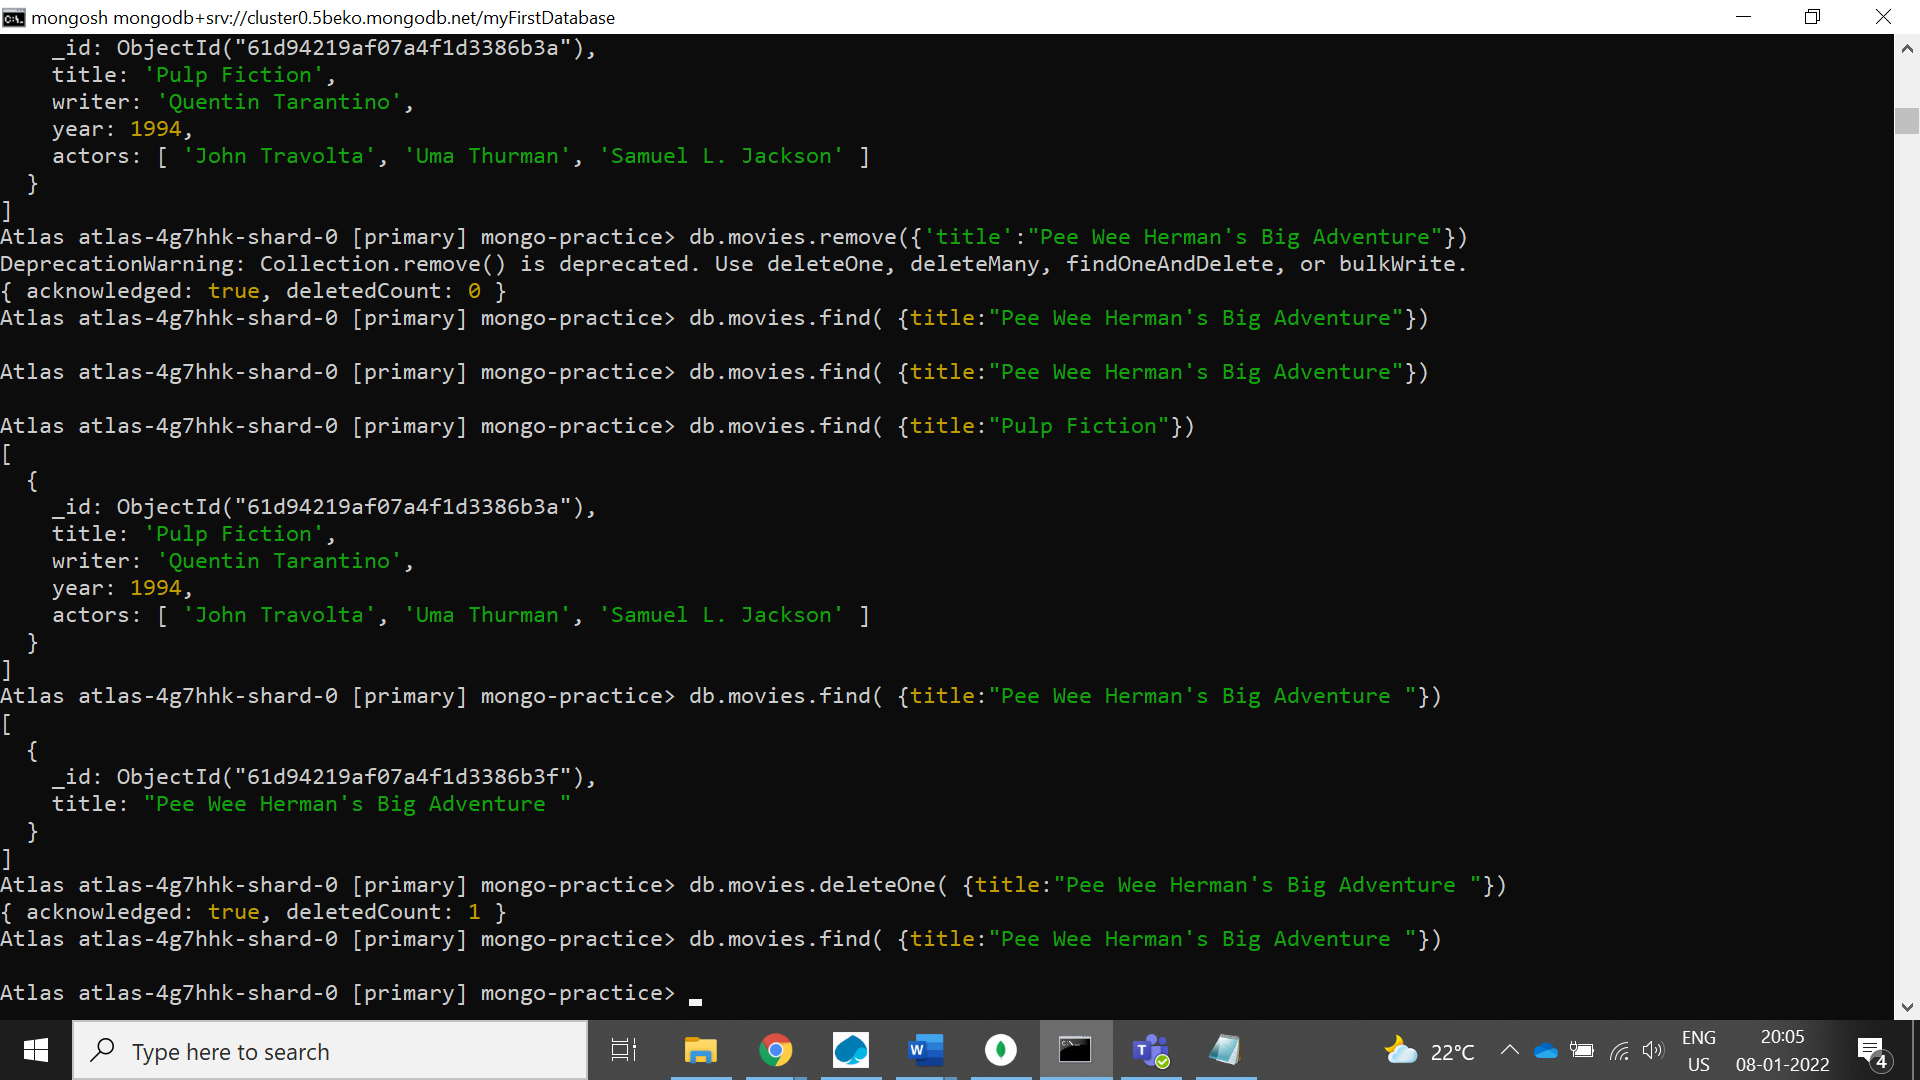 mongosh mongodb+srv://cluster0.5beko.mongodb.net/myFirstDatabase
    _id: ObjectId("61d94219af07a4f1d3386b3a"),
    title: 'Pulp Fiction',
    writer: 'Quentin Tarantino',
    year: 1994,
    actors: [ 'John Travolta', 'Uma Thurman', 'Samuel L. Jackson' ]
  }
]
Atlas atlas-4g7hhk-shard-0 [primary] mongo-practice> db.movies.remove({'title':"Pee Wee Herman's Big Adventure"})
DeprecationWarning: Collection.remove() is deprecated. Use deleteOne, deleteMany, findOneAndDelete, or bulkWrite.
{ acknowledged: true, deletedCount: 0 }
Atlas atlas-4g7hhk-shard-0 [primary] mongo-practice> db.movies.find( {title:"Pee Wee Herman's Big Adventure"})
Atlas atlas-4g7hhk-shard-0 [primary] mongo-practice> db.movies.find( {title:"Pee Wee Herman's Big Adventure"})
Atlas atlas-4g7hhk-shard-0 [primary] mongo-practice> db.movies.find( {title:"Pulp Fiction"})
[
  {
    _id: ObjectId("61d94219af07a4f1d3386b3a"),
    title: 'Pulp Fiction',
    writer: 'Quentin Tarantino',
    year: 1994,
    actors: [ 'John Travolta', 'Uma Thurman', 'Samuel L. Jackson' ]
  }
]
Atlas atlas-4g7hhk-shard-0 [primary] mongo-practice> db.movies.find( {title:"Pee Wee Herman's Big Adventure "})
[
  {
    _id: ObjectId("61d94219af07a4f1d3386b3f"),
    title: "Pee Wee Herman's Big Adventure "
  }
]
Atlas atlas-4g7hhk-shard-0 [primary] mongo-practice> db.movies.deleteOne( {title:"Pee Wee Herman's Big Adventure "})
{ acknowledged: true, deletedCount: 1 }
Atlas atlas-4g7hhk-shard-0 [primary] mongo-practice> db.movies.find( {title:"Pee Wee Herman's Big Adventure "})
Atlas atlas-4g7hhk-shard-0 [primary] mongo-practice>
Type here to search
22°C
ENG
US
20:05
08-01-2022
4